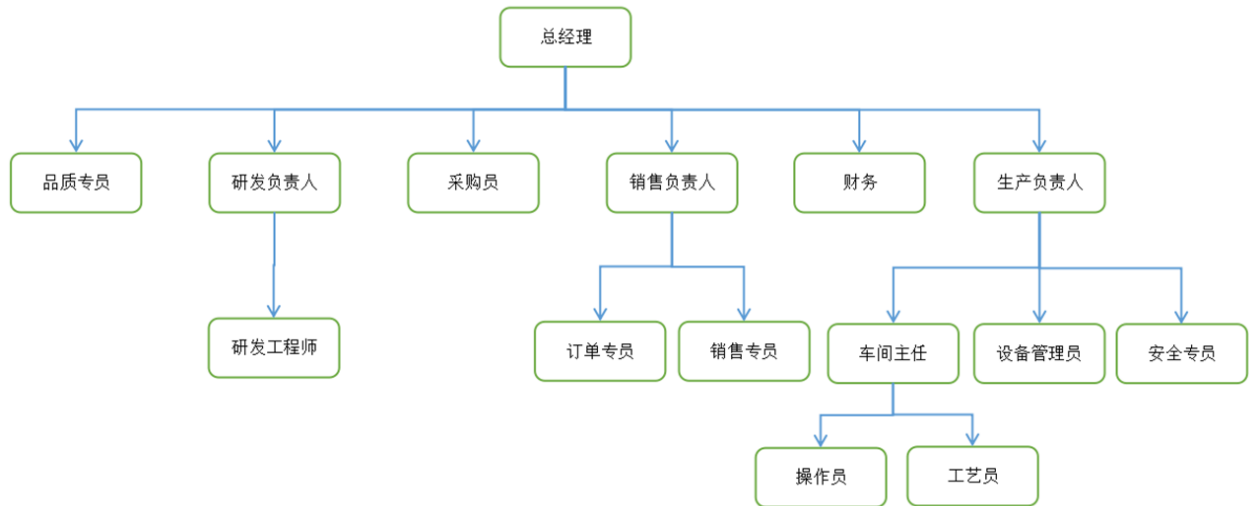 总经理
品质专员
研发负责人
采购员
销售负责人
财务
生产负责人
研发工程师
订单专员
销售专员
车间主任
设备管理员
安全专员
操作员
工艺员